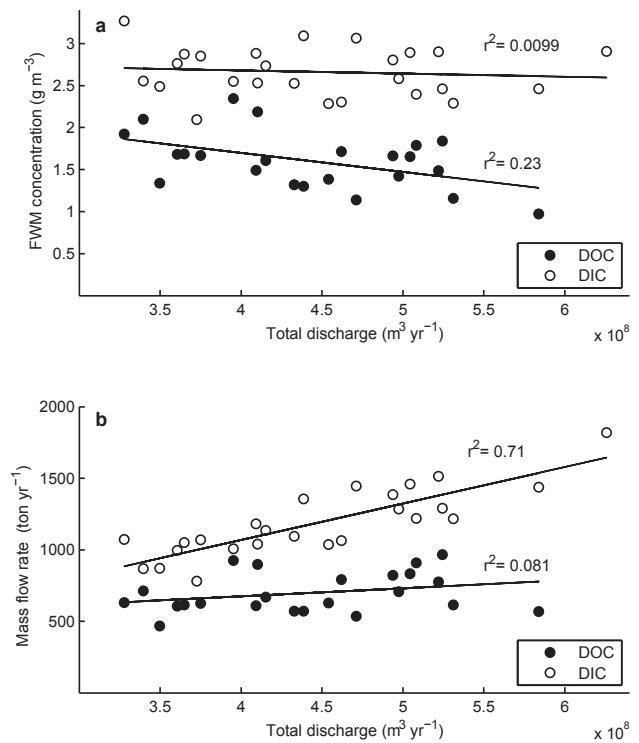 a
r²= 0.0099
r²= 0.23
FWM concentration (g m⁻³)
3
2.5
2
1.5
1
0.5
DOC
DIC
3.5
4
4.5
5
5.5
6
Total discharge (m³ yr⁻¹)
x 10⁸
b
r²= 0.71
r²= 0.081
Mass flow rate (ton yr⁻¹)
2000
1500
1000
500
DOC
DIC
3.5
4
4.5
5
5.5
6
Total discharge (m³ yr⁻¹)
x 10⁸